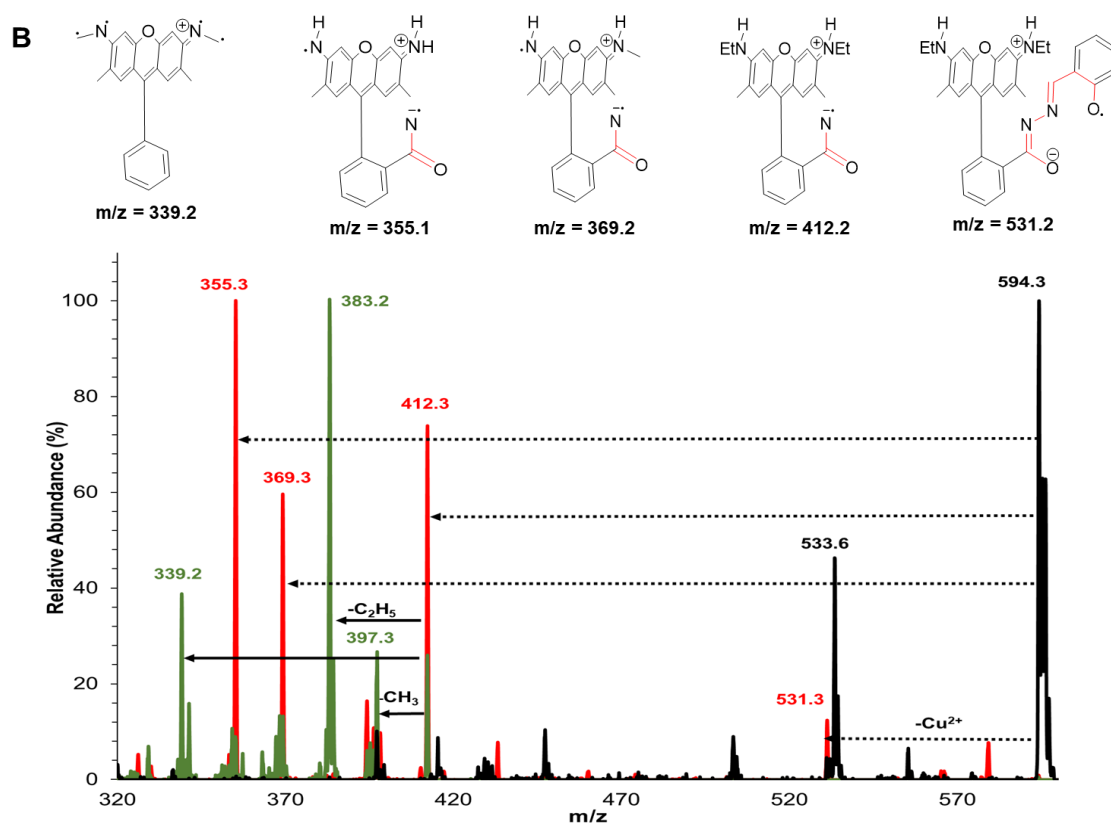 B
N O ⊕ N
H N O ⊕ H NH
N O
H N O ⊕ H N
N O
H EtN O ⊕ H NEt
N O
H EtN O ⊕ H NEt
N N O O
m/z = 339.2
m/z = 355.1
m/z = 369.2
m/z = 412.2
m/z = 531.2
Relative Abundance (%)
100
80
60
40
20
0
355.3
383.2
594.3
412.3
369.3
533.6
339.2
-C₂H₅
397.3
-CH₃
531.3
-Cu²⁺
320
370
420
470
520
570
m/z